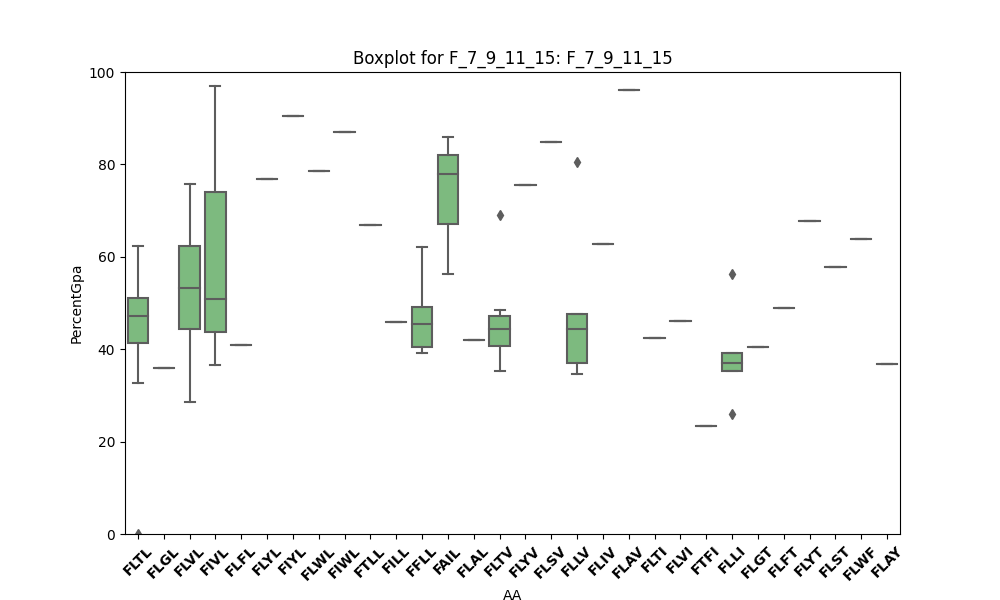 Boxplot for F_7_9_11_15: F_7_9_11_15
100
80
60
40
20
0
PercentGpa
FLTL FLGL FLVL FIVL FLFL FLYL FIYL FLWL FIWL FTLL FILL FFLL FAIL FLAL FLTV FLYV FLSV FLLV FLIV FLAV FLTI FLVI FTFI FLLI FLGT FLFT FLYT FLST FLWF FLAY
AA